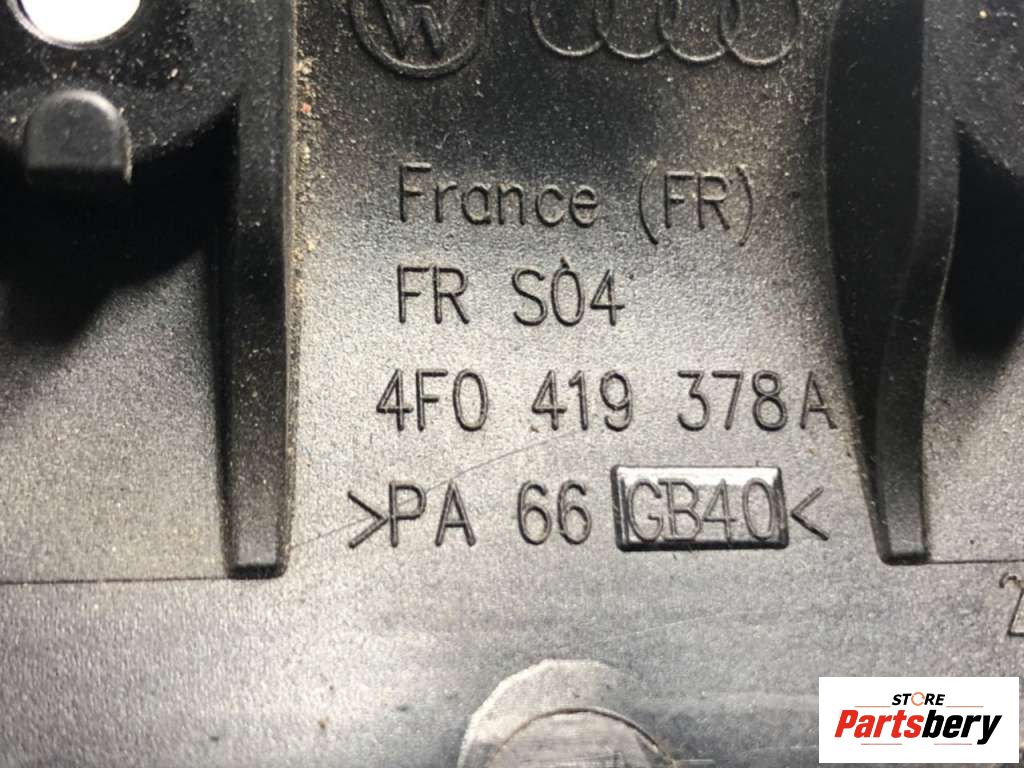 France (FR)
FR S04
4F0 419 378A
>PA 66 GB40<
STORE
Partsbery